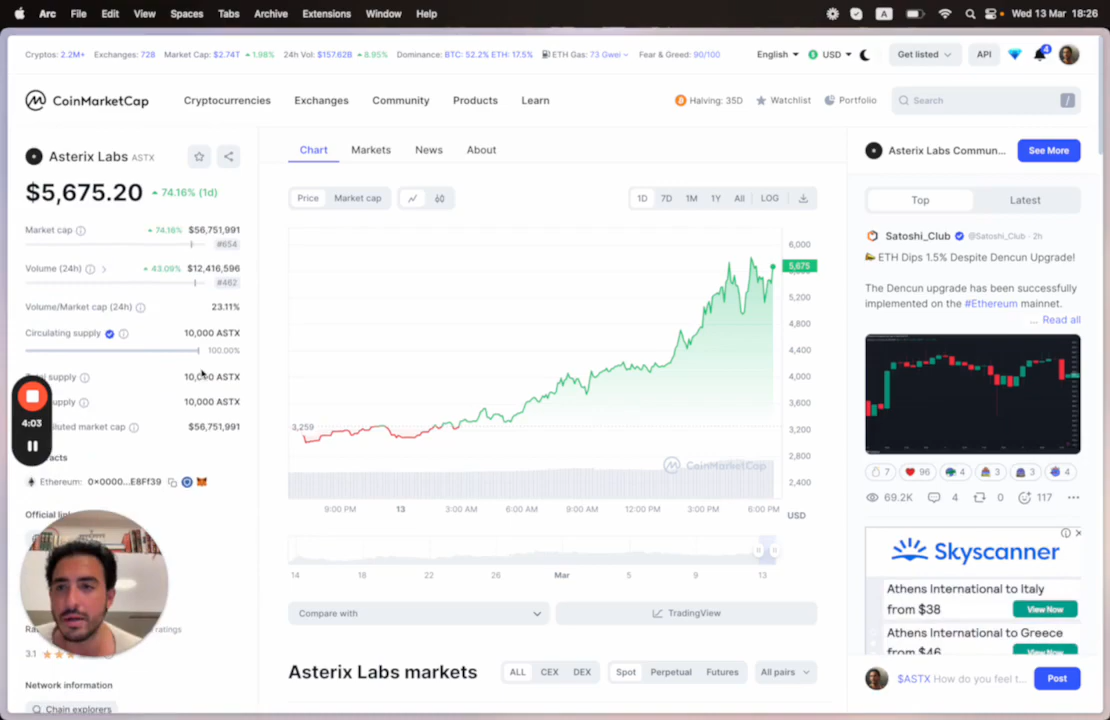 Arc File Edit View Spaces Tabs Archive Extensions Window Help
A Wed 13 Mar 18:26
Cryptos: 2.2M+ Exchanges: 728 Market Cap: $2.74T 1.98% 24h Vol: $157.62B 8.95% Dominance: BTC: 52.2% ETH: 17.5% ETH Gas: 73 Gwei Fear & Greed: 90/100
English USD Get listed API 4
CoinMarketCap Cryptocurrencies Exchanges Community Products Learn
Halving: 35D Watchlist Portfolio Search /
Asterix Labs ASTX
$5,675.20 74.16% (1d)
Market cap 74.16% $56,751,991
#654
Volume (24h) 43.09% $12,416,596
#462
Volume/Market cap (24h) 23.11%
Circulating supply 10,000 ASTX
100.00%
supply 10,000 ASTX
supply 10,000 ASTX
diluted market cap $56,751,991
4:03
Ethereum: 0x0000...E8Ff39
Official
ratings
3.1
Network information
Chain explorers
Chart Markets News About
Price Market cap
1D 7D 1M 1Y All LOG
6,000
5,675
5,200
4,800
4,400
4,000
3,600
3,259
3,200
2,800
2,400
CoinMarketCap
9:00 PM 13 3:00 AM 6:00 AM 9:00 AM 12:00 PM 3:00 PM 6:00 PM USD
14 18 22 26 Mar 5 9 13
Compare with TradingView
Asterix Labs markets ALL CEX DEX Spot Perpetual Futures All pairs
Asterix Labs Commun... See More
Top Latest
Satoshi_Club @Satoshi_Club · 2h
ETH Dips 1.5% Despite Dencun Upgrade!
The Dencun upgrade has been successfully
implemented on the #Ethereum mainnet.
... Read all
7 96 4 3 3 4
69.2K 4 0 117
Skyscanner
Athens International to Italy
from $38 View Now
Athens International to Greece
from $46 View Now
$ASTX How do you feel t... Post